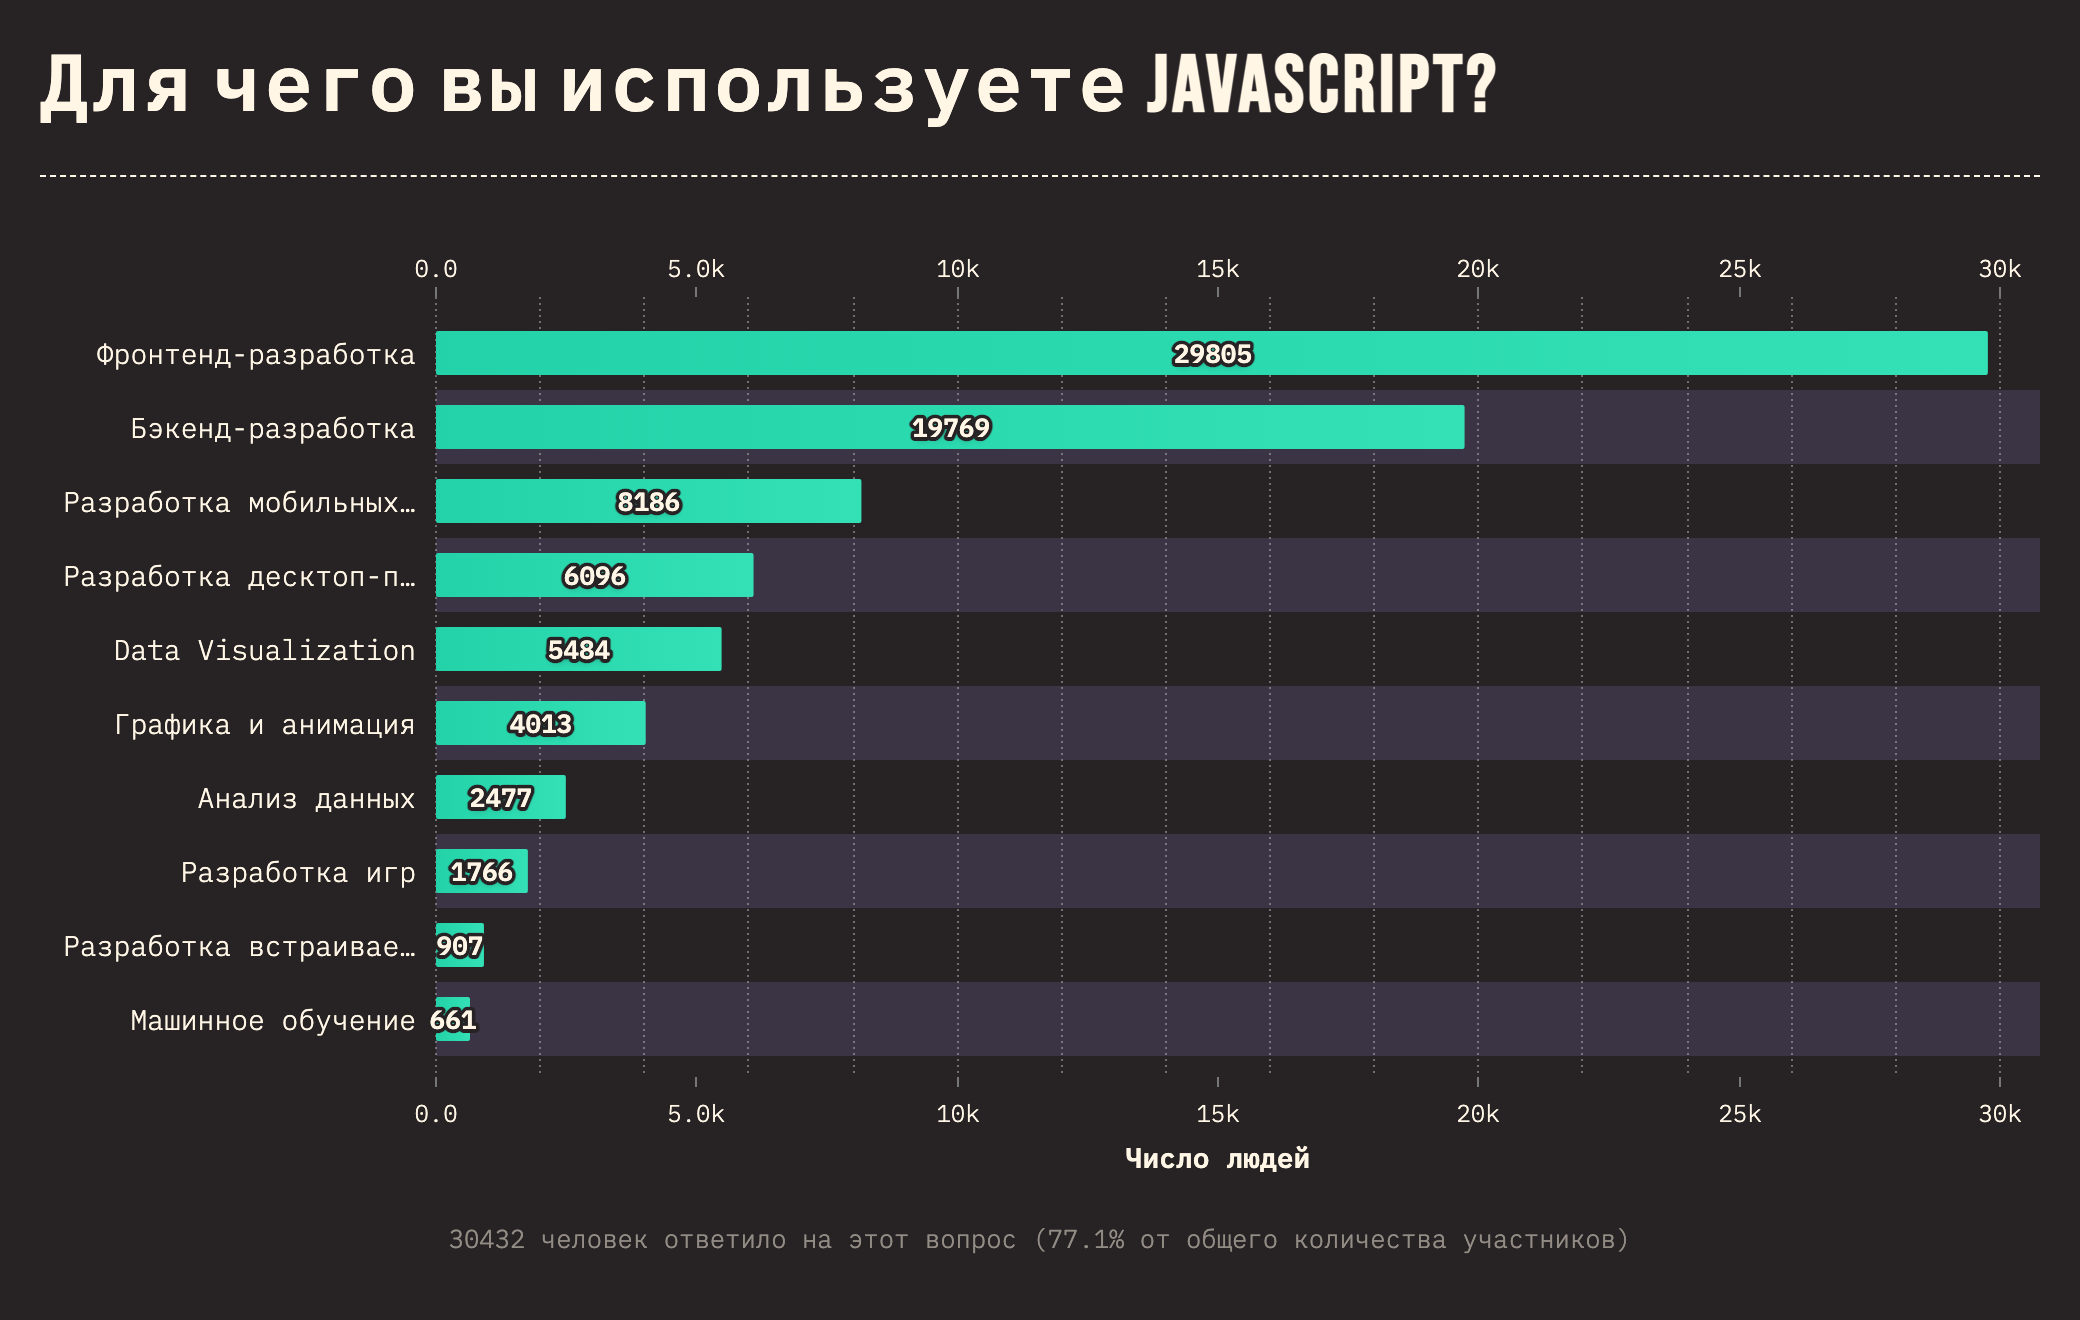 Для чего вы используете JAVASCRIPT?
0.0 5.0k 10k 15k 20k 25k 30k
Фронтенд-разработка 29805
Бэкенд-разработка 19769
Разработка мобильных… 8186
Разработка десктоп-п… 6096
Data Visualization 5484
Графика и анимация 4013
Анализ данных 2477
Разработка игр 1766
Разработка встраивае… 907
Машинное обучение 661
0.0 5.0k 10k 15k 20k 25k 30k
Число людей
30432 человек ответило на этот вопрос (77.1% от общего количества участников)